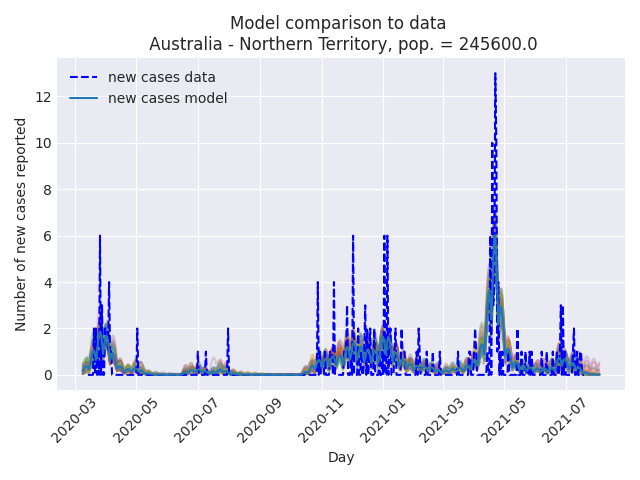 Model comparison to data
Australia - Northern Territory, pop. = 245600.0
new cases data
new cases model
Number of new cases reported
12
10
8
6
4
2
0
2020-03
2020-05
2020-07
2020-09
2020-11
2021-01
2021-03
2021-05
2021-07
Day